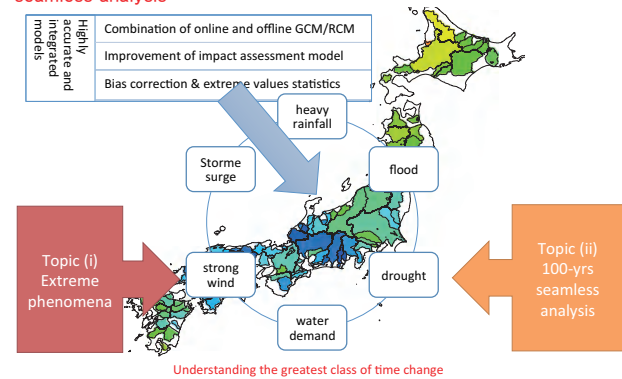 seamless analysis
Highly
accurate and
integrated
models
Combination of online and offline GCM/RCM
Improvement of impact assessment model
Bias correction & extreme values statistics
heavy
rainfall
Storme
surge
flood
Topic (i)
Extreme
phenomena
strong
wind
drought
Topic (ii)
100-yrs
seamless
analysis
water
demand
Understanding the greatest class of time change